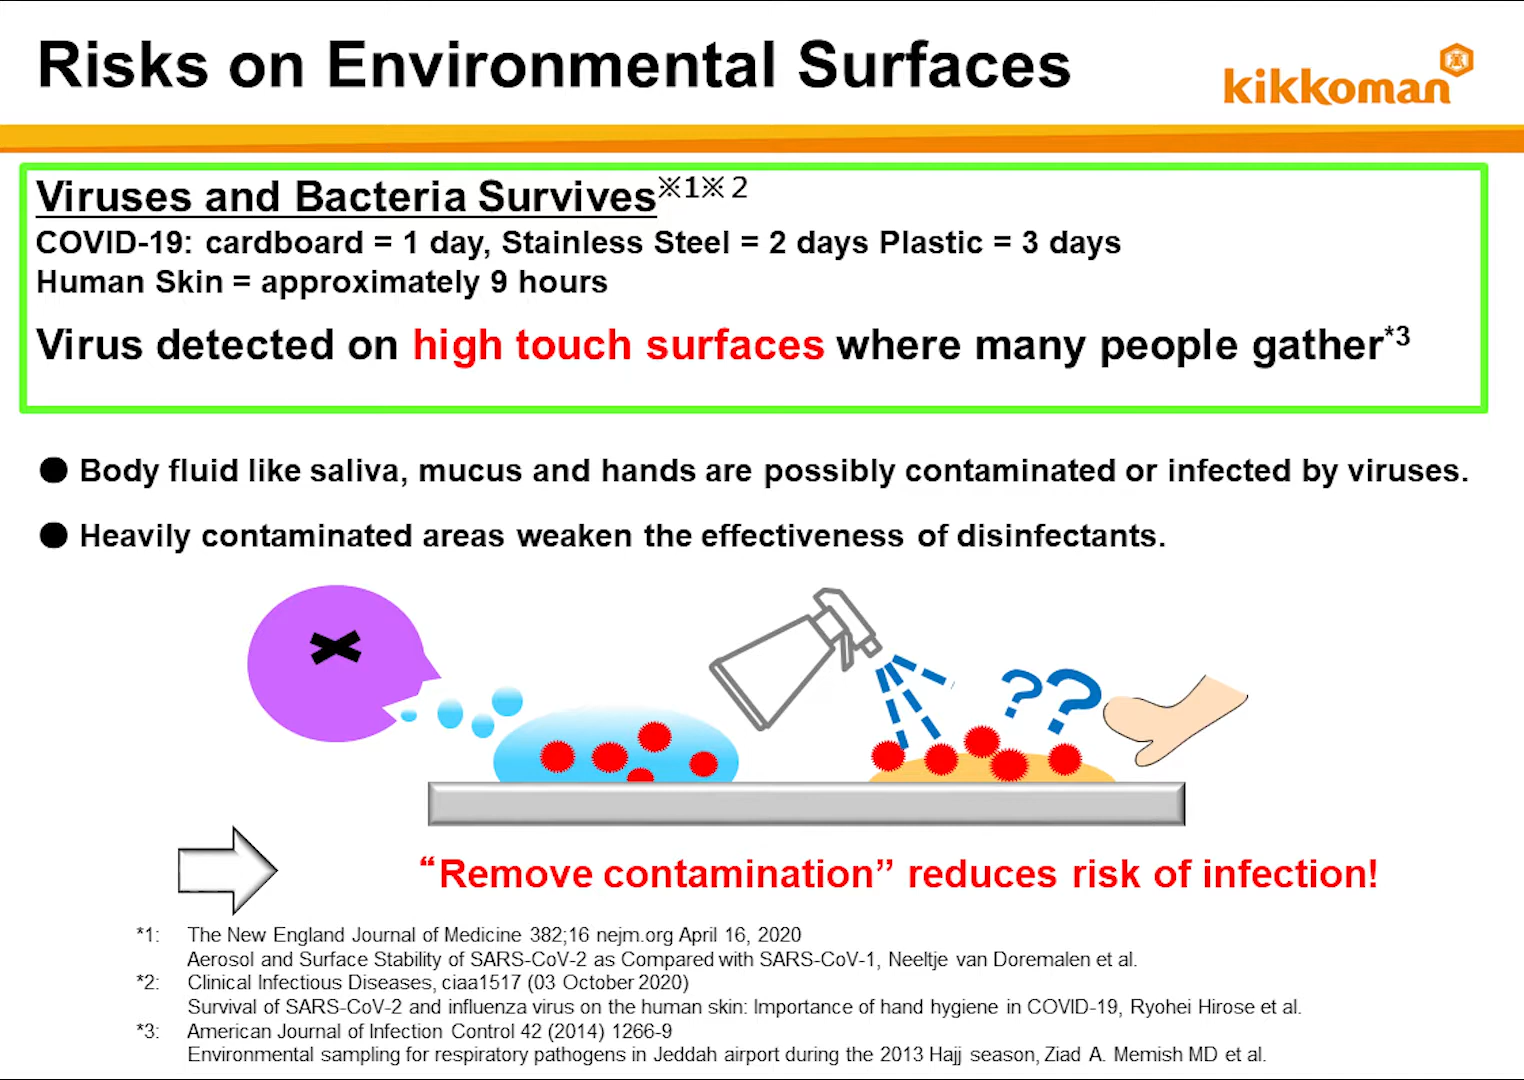 Risks on Environmental Surfaces
kikkoman
Viruses and Bacteria Survives※1※2
COVID-19: cardboard = 1 day, Stainless Steel = 2 days Plastic = 3 days
Human Skin = approximately 9 hours
Virus detected on high touch surfaces where many people gather*3
● Body fluid like saliva, mucus and hands are possibly contaminated or infected by viruses.
● Heavily contaminated areas weaken the effectiveness of disinfectants.
??
“Remove contamination” reduces risk of infection!
*1: The New England Journal of Medicine 382;16 nejm.org April 16, 2020
Aerosol and Surface Stability of SARS-CoV-2 as Compared with SARS-CoV-1, Neeltje van Doremalen et al.
*2: Clinical Infectious Diseases, ciaa1517 (03 October 2020)
Survival of SARS-CoV-2 and influenza virus on the human skin: Importance of hand hygiene in COVID-19, Ryohei Hirose et al.
*3: American Journal of Infection Control 42 (2014) 1266-9
Environmental sampling for respiratory pathogens in Jeddah airport during the 2013 Hajj season, Ziad A. Memish MD et al.